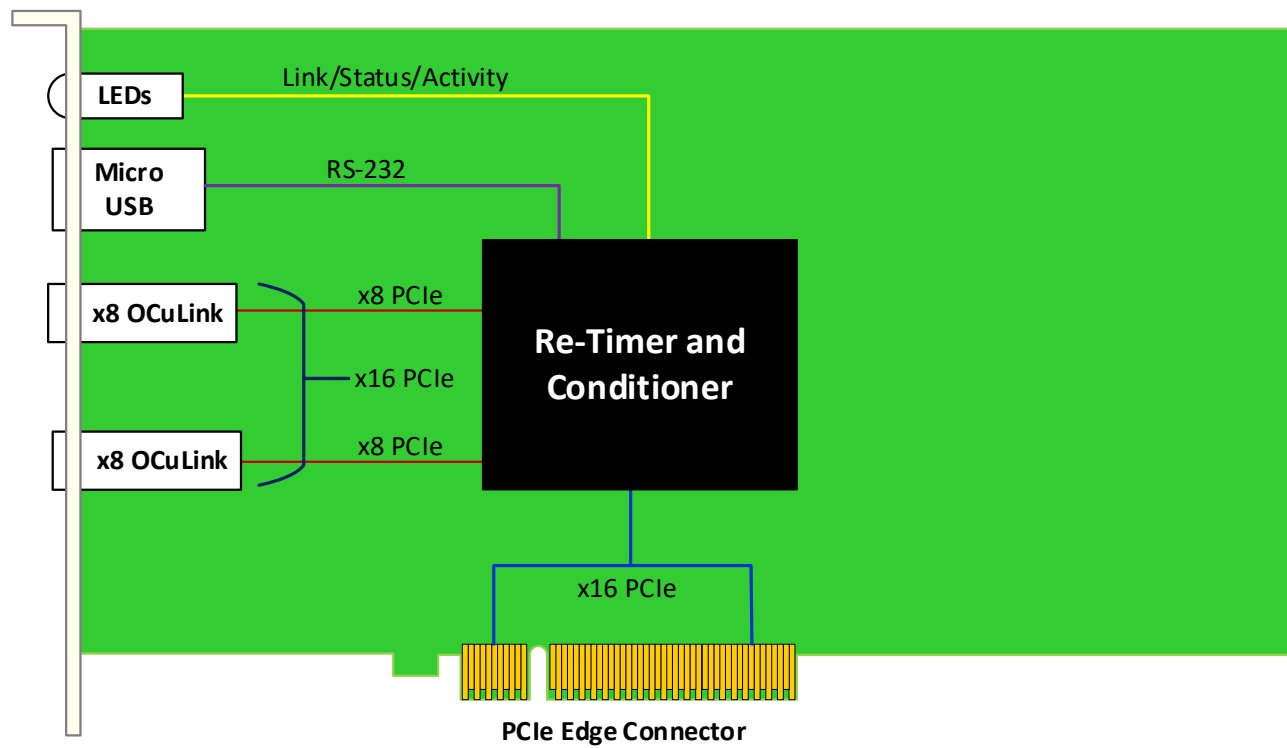 Link/Status/Activity
LEDs
Micro
USB
RS-232
x8 OCuLink
x8 PCIe
Re-Timer and
Conditioner
x16 PCIe
x8 OCuLink
x8 PCIe
x16 PCIe
PCIe Edge Connector